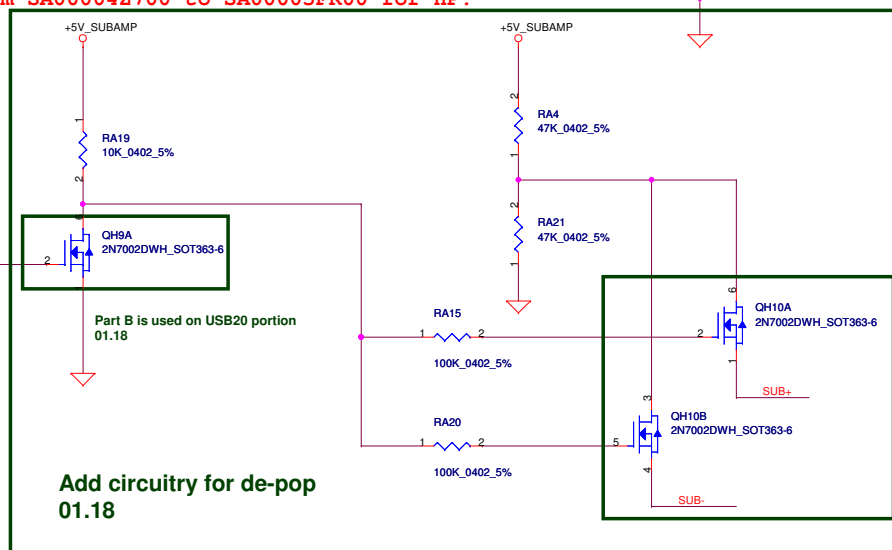 +5V_SUBAMP
+5V_SUBAMP
1
RA19
10K_0402_5%
2
2
RA4
47K_0402_5%
1
2
RA21
47K_0402_5%
1
6
QH9A
2N7002DWH_SOT363-6
2
1
Part B is used on USB20 portion
01.18
RA15
1
2
100K_0402_5%
6
QH10A
2N7002DWH_SOT363-6
2
1
SUB+
RA20
1
2
100K_0402_5%
3
QH10B
2N7002DWH_SOT363-6
5
4
SUB-
Add circuitry for de-pop
01.18